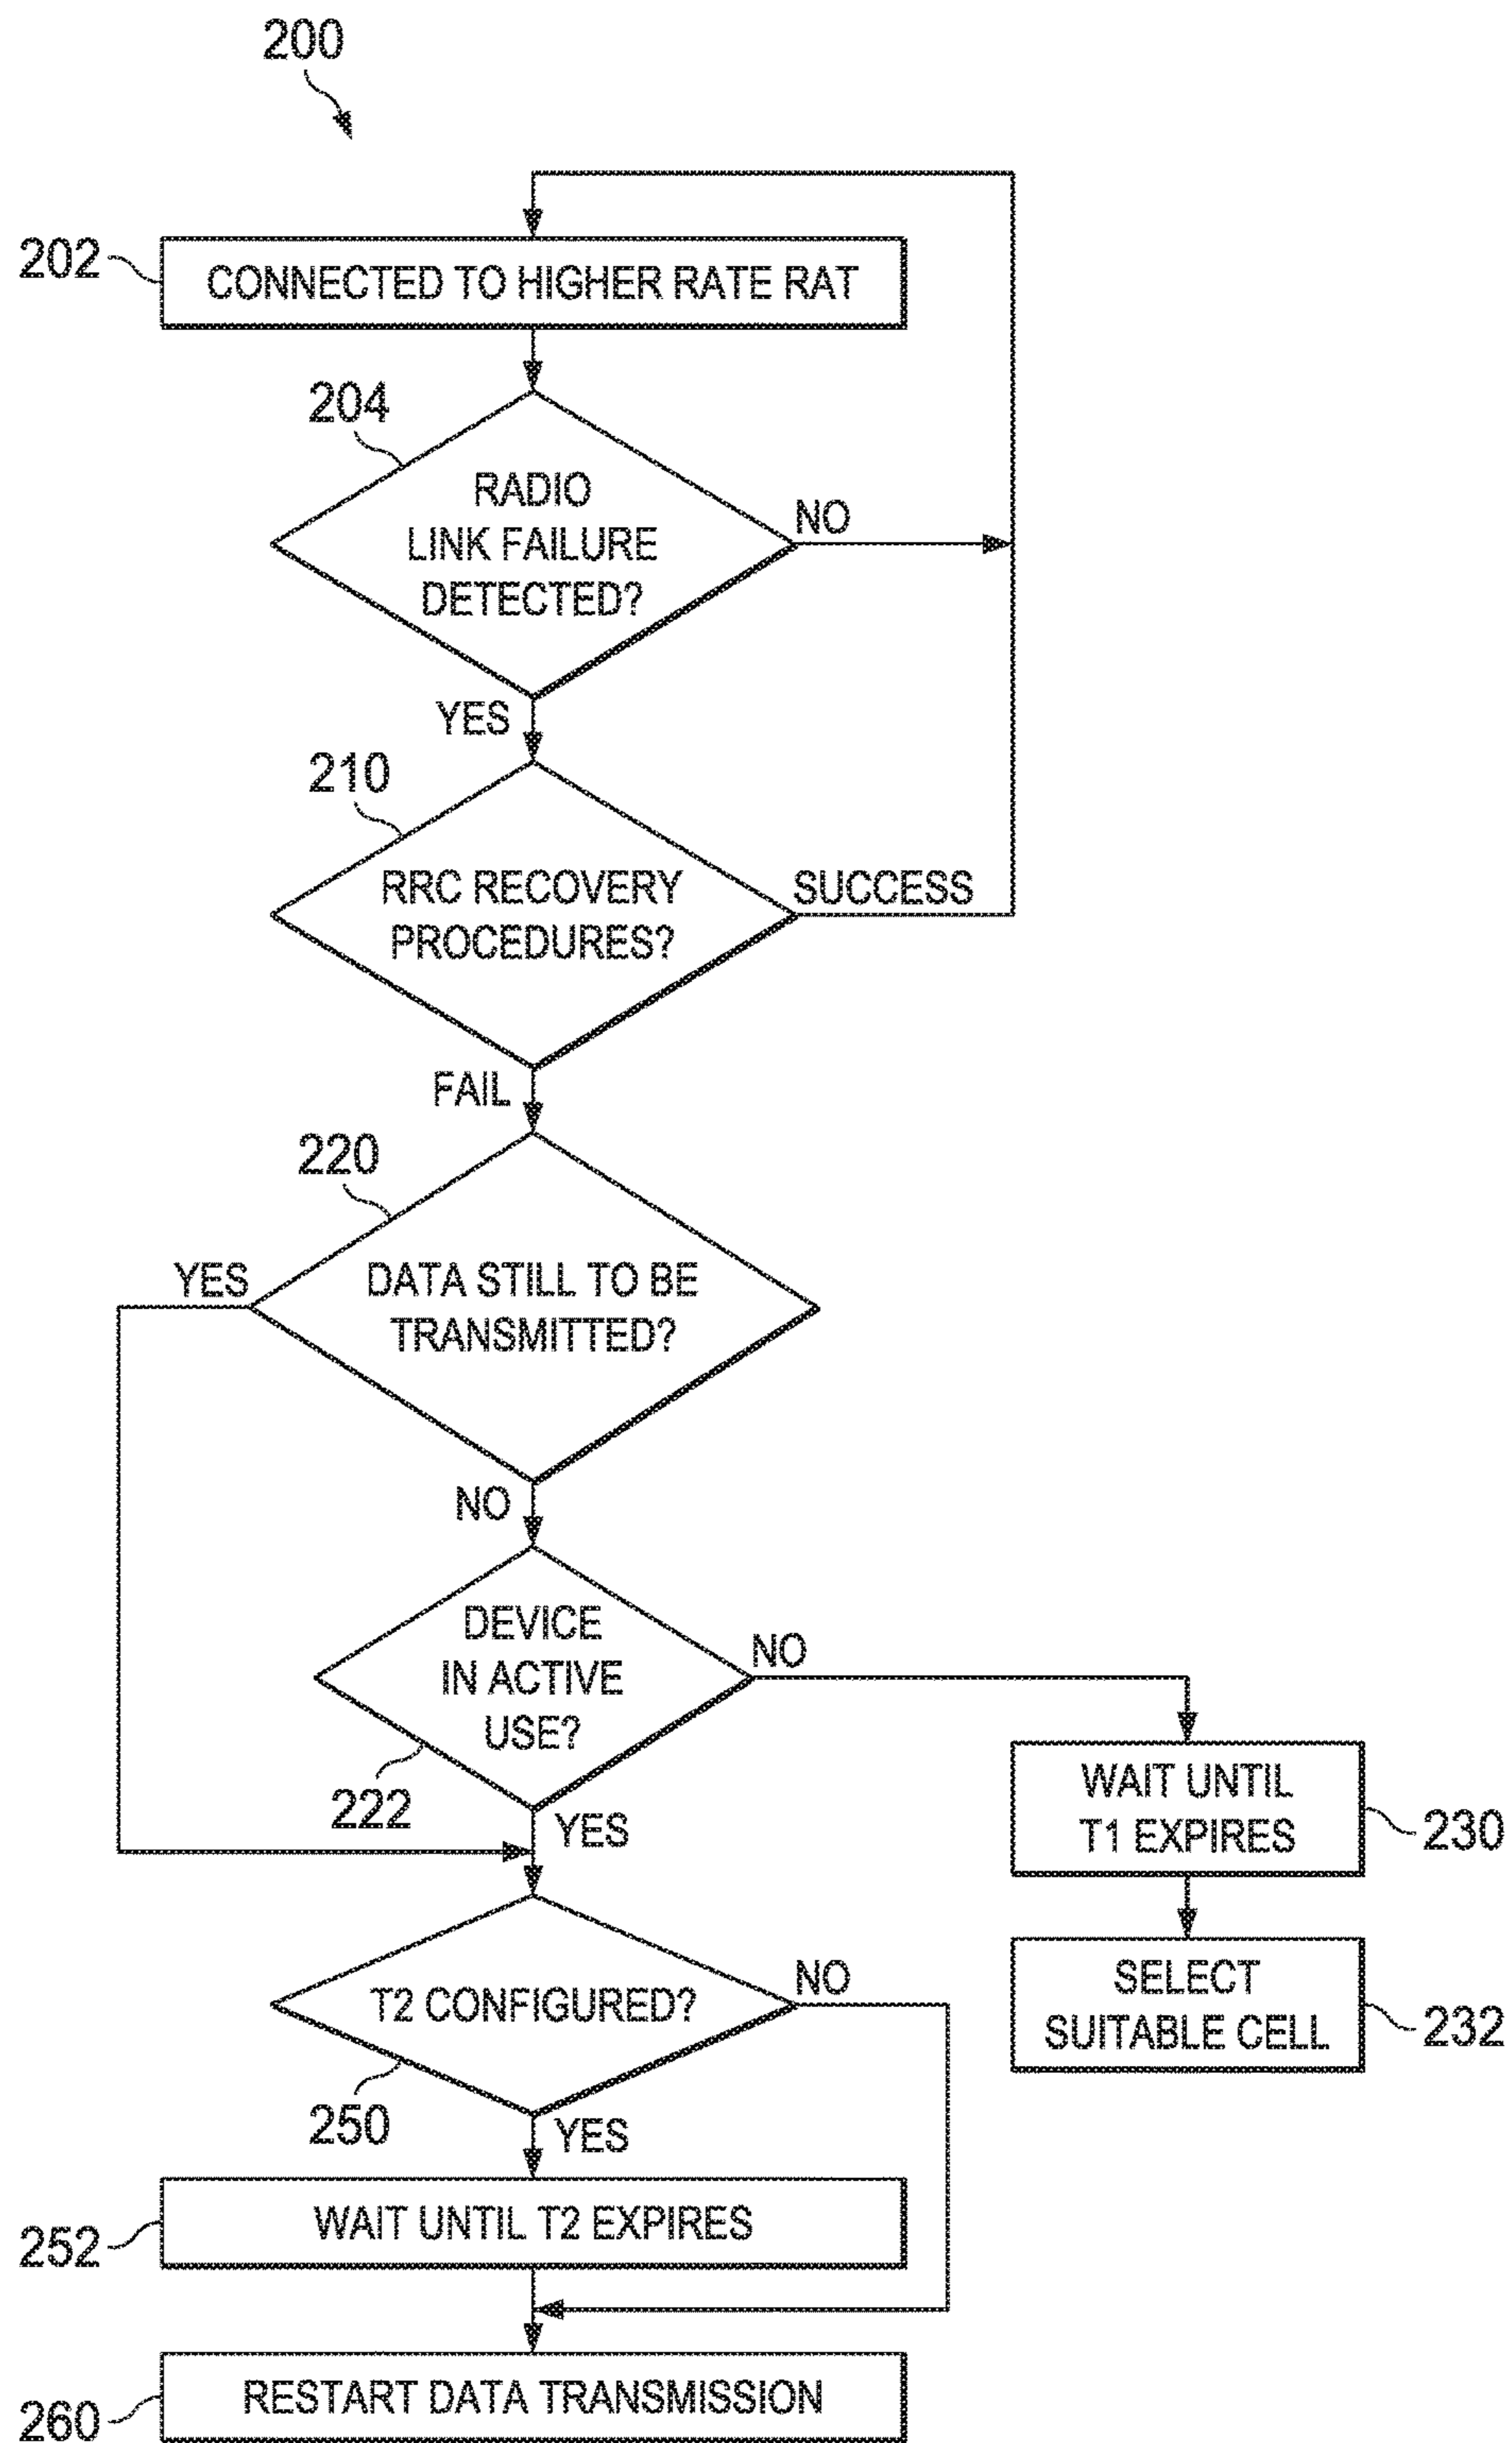 200
202
CONNECTED TO HIGHER RATE RAT
204
RADIO
LINK FAILURE
DETECTED?
NO
YES
210
RRC RECOVERY
PROCEDURES?
SUCCESS
FAIL
220
YES
DATA STILL TO BE
TRANSMITTED?
NO
DEVICE
IN ACTIVE
USE?
NO
222
YES
WAIT UNTIL
T1 EXPIRES
230
SELECT
SUITABLE CELL
232
T2 CONFIGURED?
NO
250
YES
WAIT UNTIL T2 EXPIRES
252
RESTART DATA TRANSMISSION
260